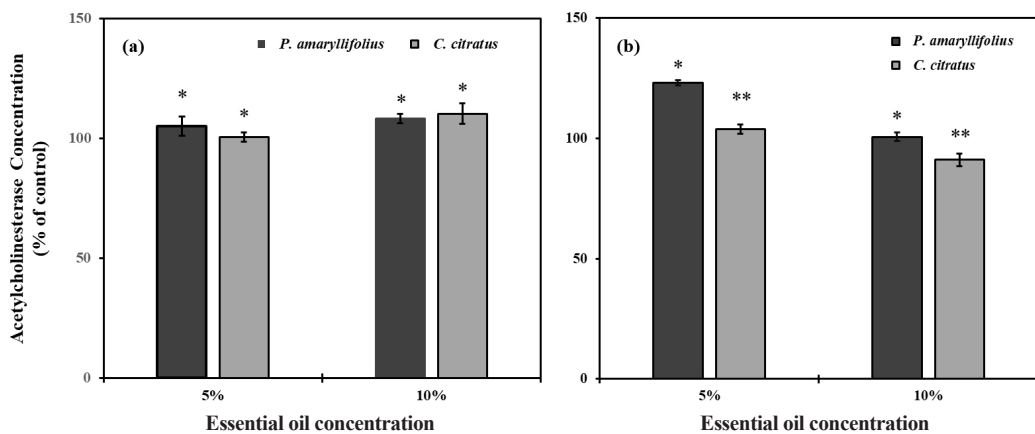 Acetylcholinesterase Concentration
(% of control)
150
100
50
0
(a)
P. amaryllifolius
C. citratus
*
*
*
*
5%
10%
Essential oil concentration
150
100
50
0
(b)
P. amaryllifolius
C. citratus
*
**
*
**
5%
10%
Essential oil concentration